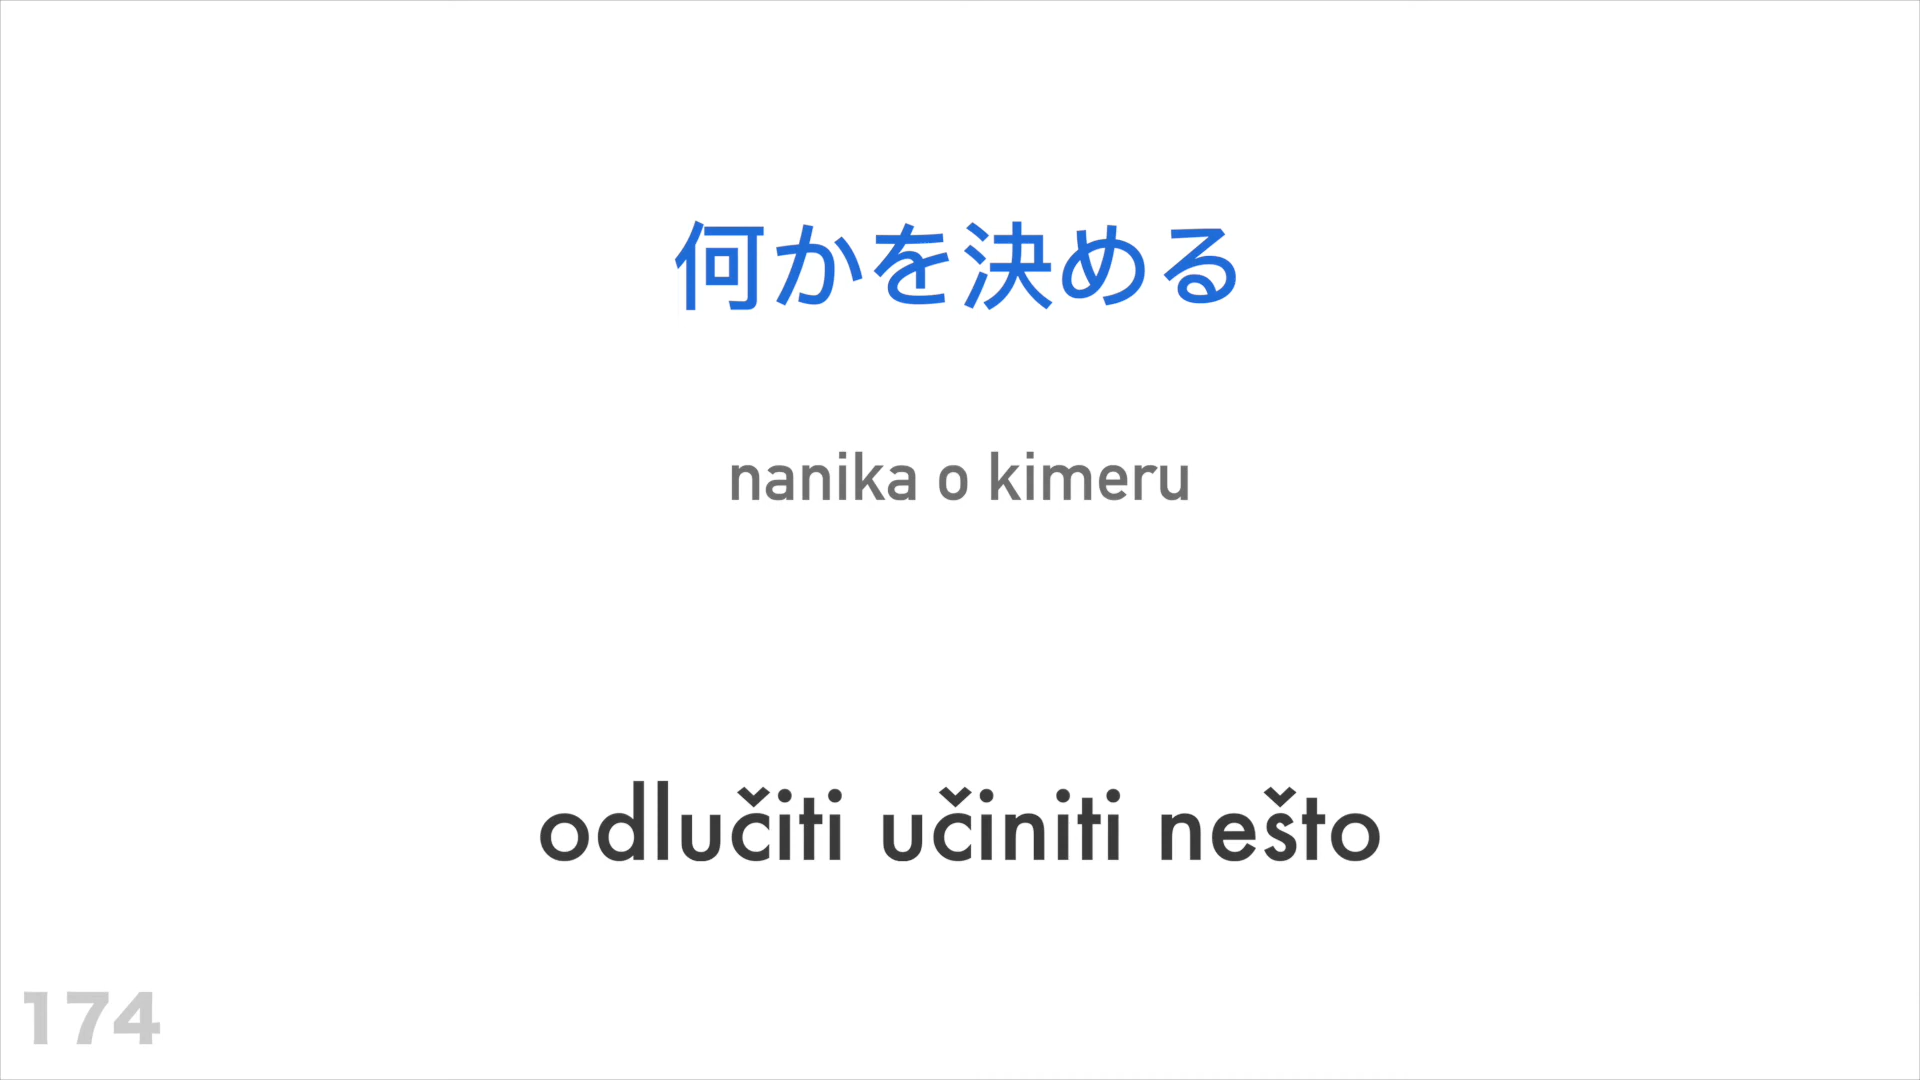 何かを決める
nanika o kimeru
odlučiti učiniti nešto
174